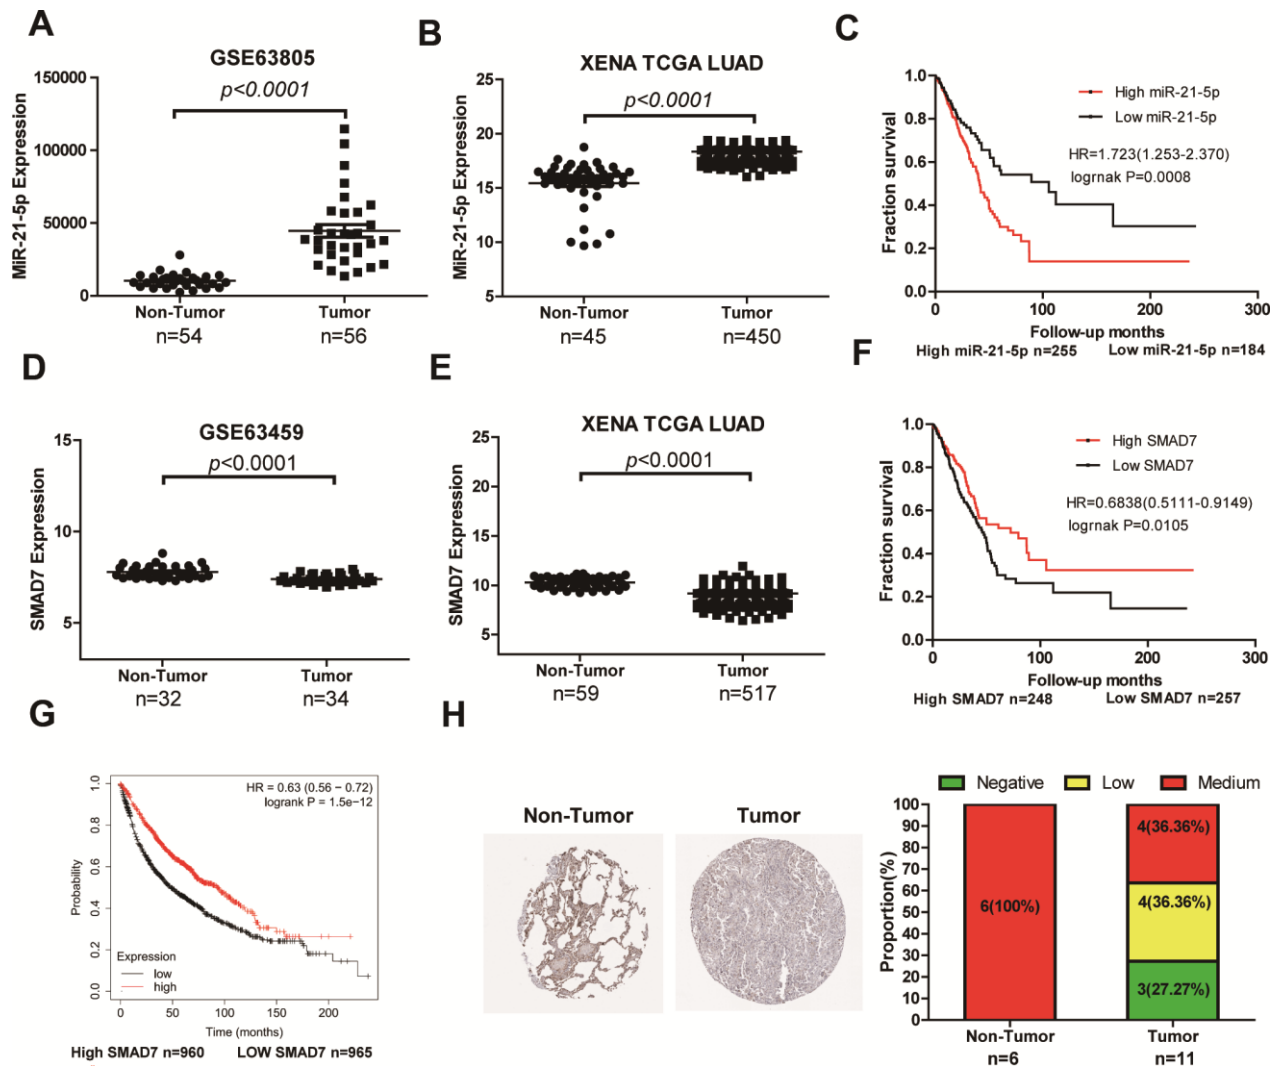 A
GSE63805
p<0.0001
MiR-21-5p Expression
150000
100000
50000
0
Non-Tumor
Tumor
n=54
n=56
B
XENA TCGA LUAD
p<0.0001
MiR-21-5p Expression
25
20
15
10
5
Non-Tumor
Tumor
n=45
n=450
C
Fraction survival
1.0
0.8
0.6
0.4
0.2
0.0
High miR-21-5p
Low miR-21-5p
HR=1.723(1.253-2.370)
logrnak P=0.0008
0
100
200
300
Follow-up months
High miR-21-5p n=255
Low miR-21-5p n=184
D
GSE63459
p<0.0001
SMAD7 Expression
15
10
5
Non-Tumor
Tumor
n=32
n=34
E
XENA TCGA LUAD
p<0.0001
SMAD7 Expression
25
20
15
10
5
Non-Tumor
Tumor
n=59
n=517
F
Fraction survival
1.0
0.8
0.6
0.4
0.2
0.0
High SMAD7
Low SMAD7
HR=0.6838(0.5111-0.9149)
logrnak P=0.0105
0
100
200
300
Follow-up months
High SMAD7 n=248
Low SMAD7 n=257
G
HR = 0.63 (0.56 − 0.72)
logrank P = 1.5e−12
Probability
1.0
0.8
0.6
0.4
0.2
0.0
Expression
low
high
0
50
100
150
200
Time (months)
High SMAD7 n=960
LOW SMAD7 n=965
H
Non-Tumor
Tumor
Negative
Low
Medium
Proportion(%)
100
90
80
70
60
50
40
30
20
10
0
6(100%)
4(36.36%)
4(36.36%)
3(27.27%)
Non-Tumor
Tumor
n=6
n=11